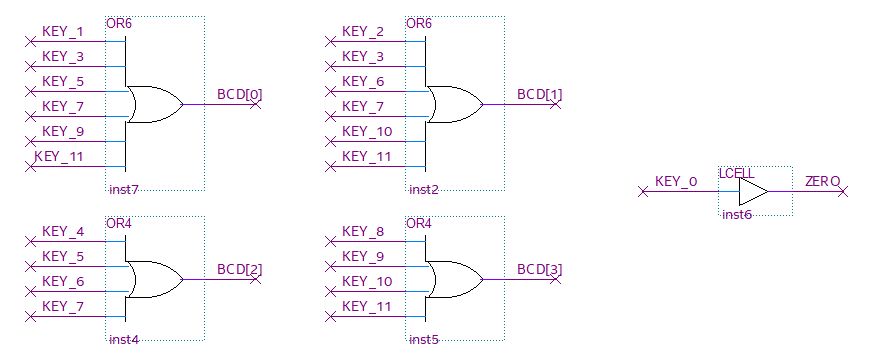 OR6
KEY_1
KEY_3
KEY_5
KEY_7
KEY_9
KEY_11
BCD[0]
inst7
OR6
KEY_2
KEY_3
KEY_6
KEY_7
KEY_10
KEY_11
BCD[1]
inst2
LCELL
KEY_0
ZERO
inst6
OR4
KEY_4
KEY_5
KEY_6
KEY_7
BCD[2]
inst4
OR4
KEY_8
KEY_9
KEY_10
KEY_11
BCD[3]
inst5